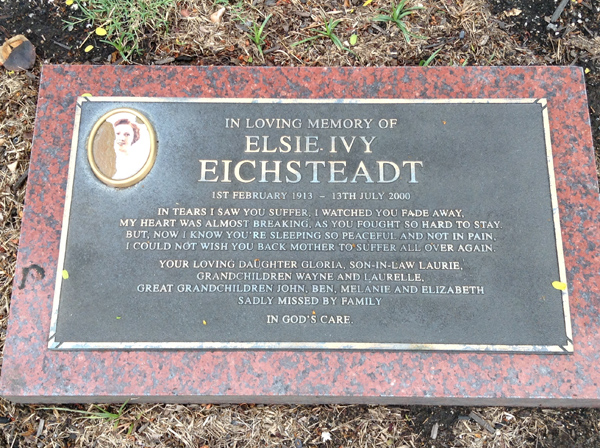 IN LOVING MEMORY OF
ELSIE IVY
EICHSTEADT
1ST FEBRUARY 1913 - 13TH JULY 2000
IN TEARS I SAW YOU SUFFER, I WATCHED YOU FADE AWAY,
MY HEART WAS ALMOST BREAKING, AS YOU FOUGHT SO HARD TO STAY.
BUT, NOW I KNOW YOU'RE SLEEPING SO PEACEFUL AND NOT IN PAIN,
I COULD NOT WISH YOU BACK MOTHER TO SUFFER ALL OVER AGAIN.
YOUR LOVING DAUGHTER GLORIA, SON-IN-LAW LAURIE,
GRANDCHILDREN WAYNE AND LAURELLE,
GREAT GRANDCHILDREN JOHN, BEN, MELANIE AND ELIZABETH
SADLY MISSED BY FAMILY
IN GOD'S CARE.